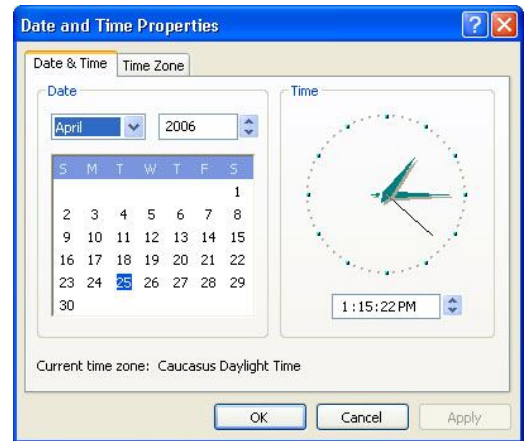 Date and Time Properties
Date & Time Time Zone
Date
April 2006
S M T W T F S
1
2 3 4 5 6 7 8
9 10 11 12 13 14 15
16 17 18 19 20 21 22
23 24 25 26 27 28 29
30
Time
1:15:22 PM
Current time zone: Caucasus Daylight Time
OK Cancel Apply